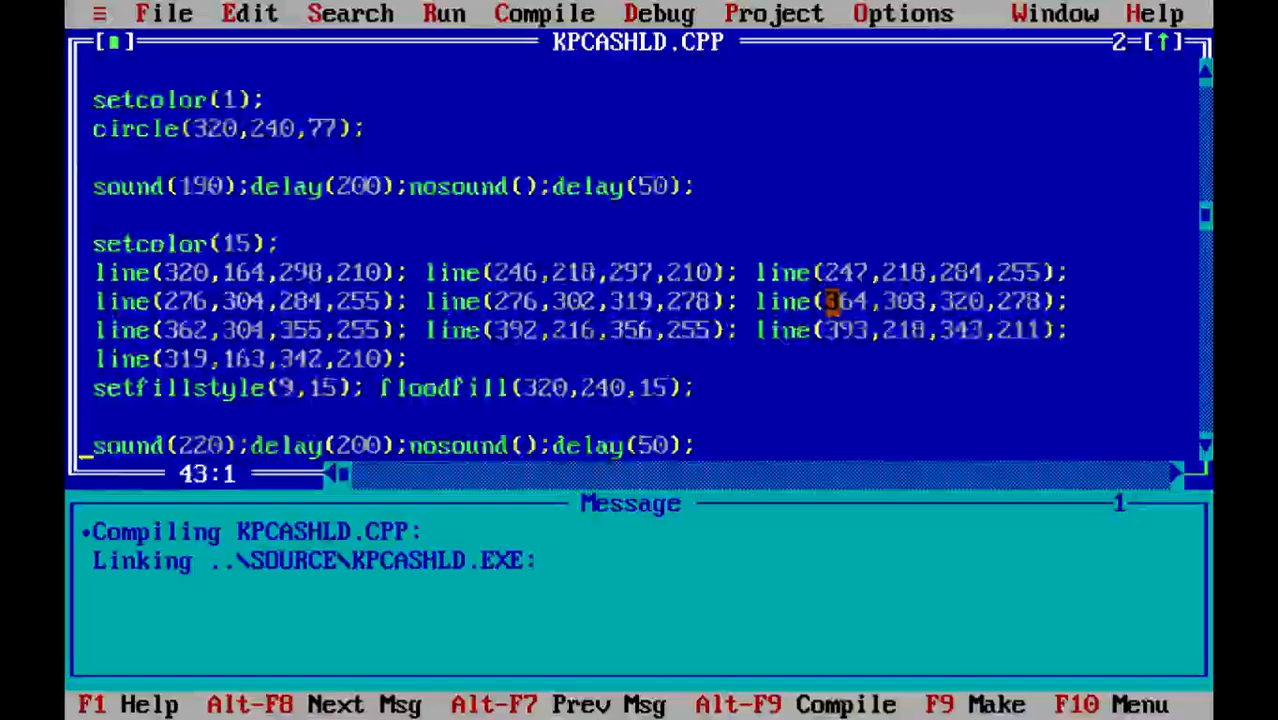 ≡ File Edit Search Run Compile Debug Project Options Window Help
[■] KPCASHLD.CPP 2=[↑]
setcolor(1);
circle(320,240,77);
sound(190);delay(200);nosound();delay(50);
setcolor(15);
line(320,164,298,210); line(246,218,297,210); line(247,218,284,255);
line(276,304,284,255); line(276,302,319,278); line(364,303,320,278);
line(362,304,355,255); line(392,216,356,255); line(393,218,343,211);
line(319,163,342,210);
setfillstyle(9,15); floodfill(320,240,15);
sound(220);delay(200);nosound();delay(50);
43:1
Message 1
•Compiling KPCASHLD.CPP:
Linking ..\SOURCE\KPCASHLD.EXE:
F1 Help Alt-F8 Next Msg Alt-F7 Prev Msg Alt-F9 Compile F9 Make F10 Menu